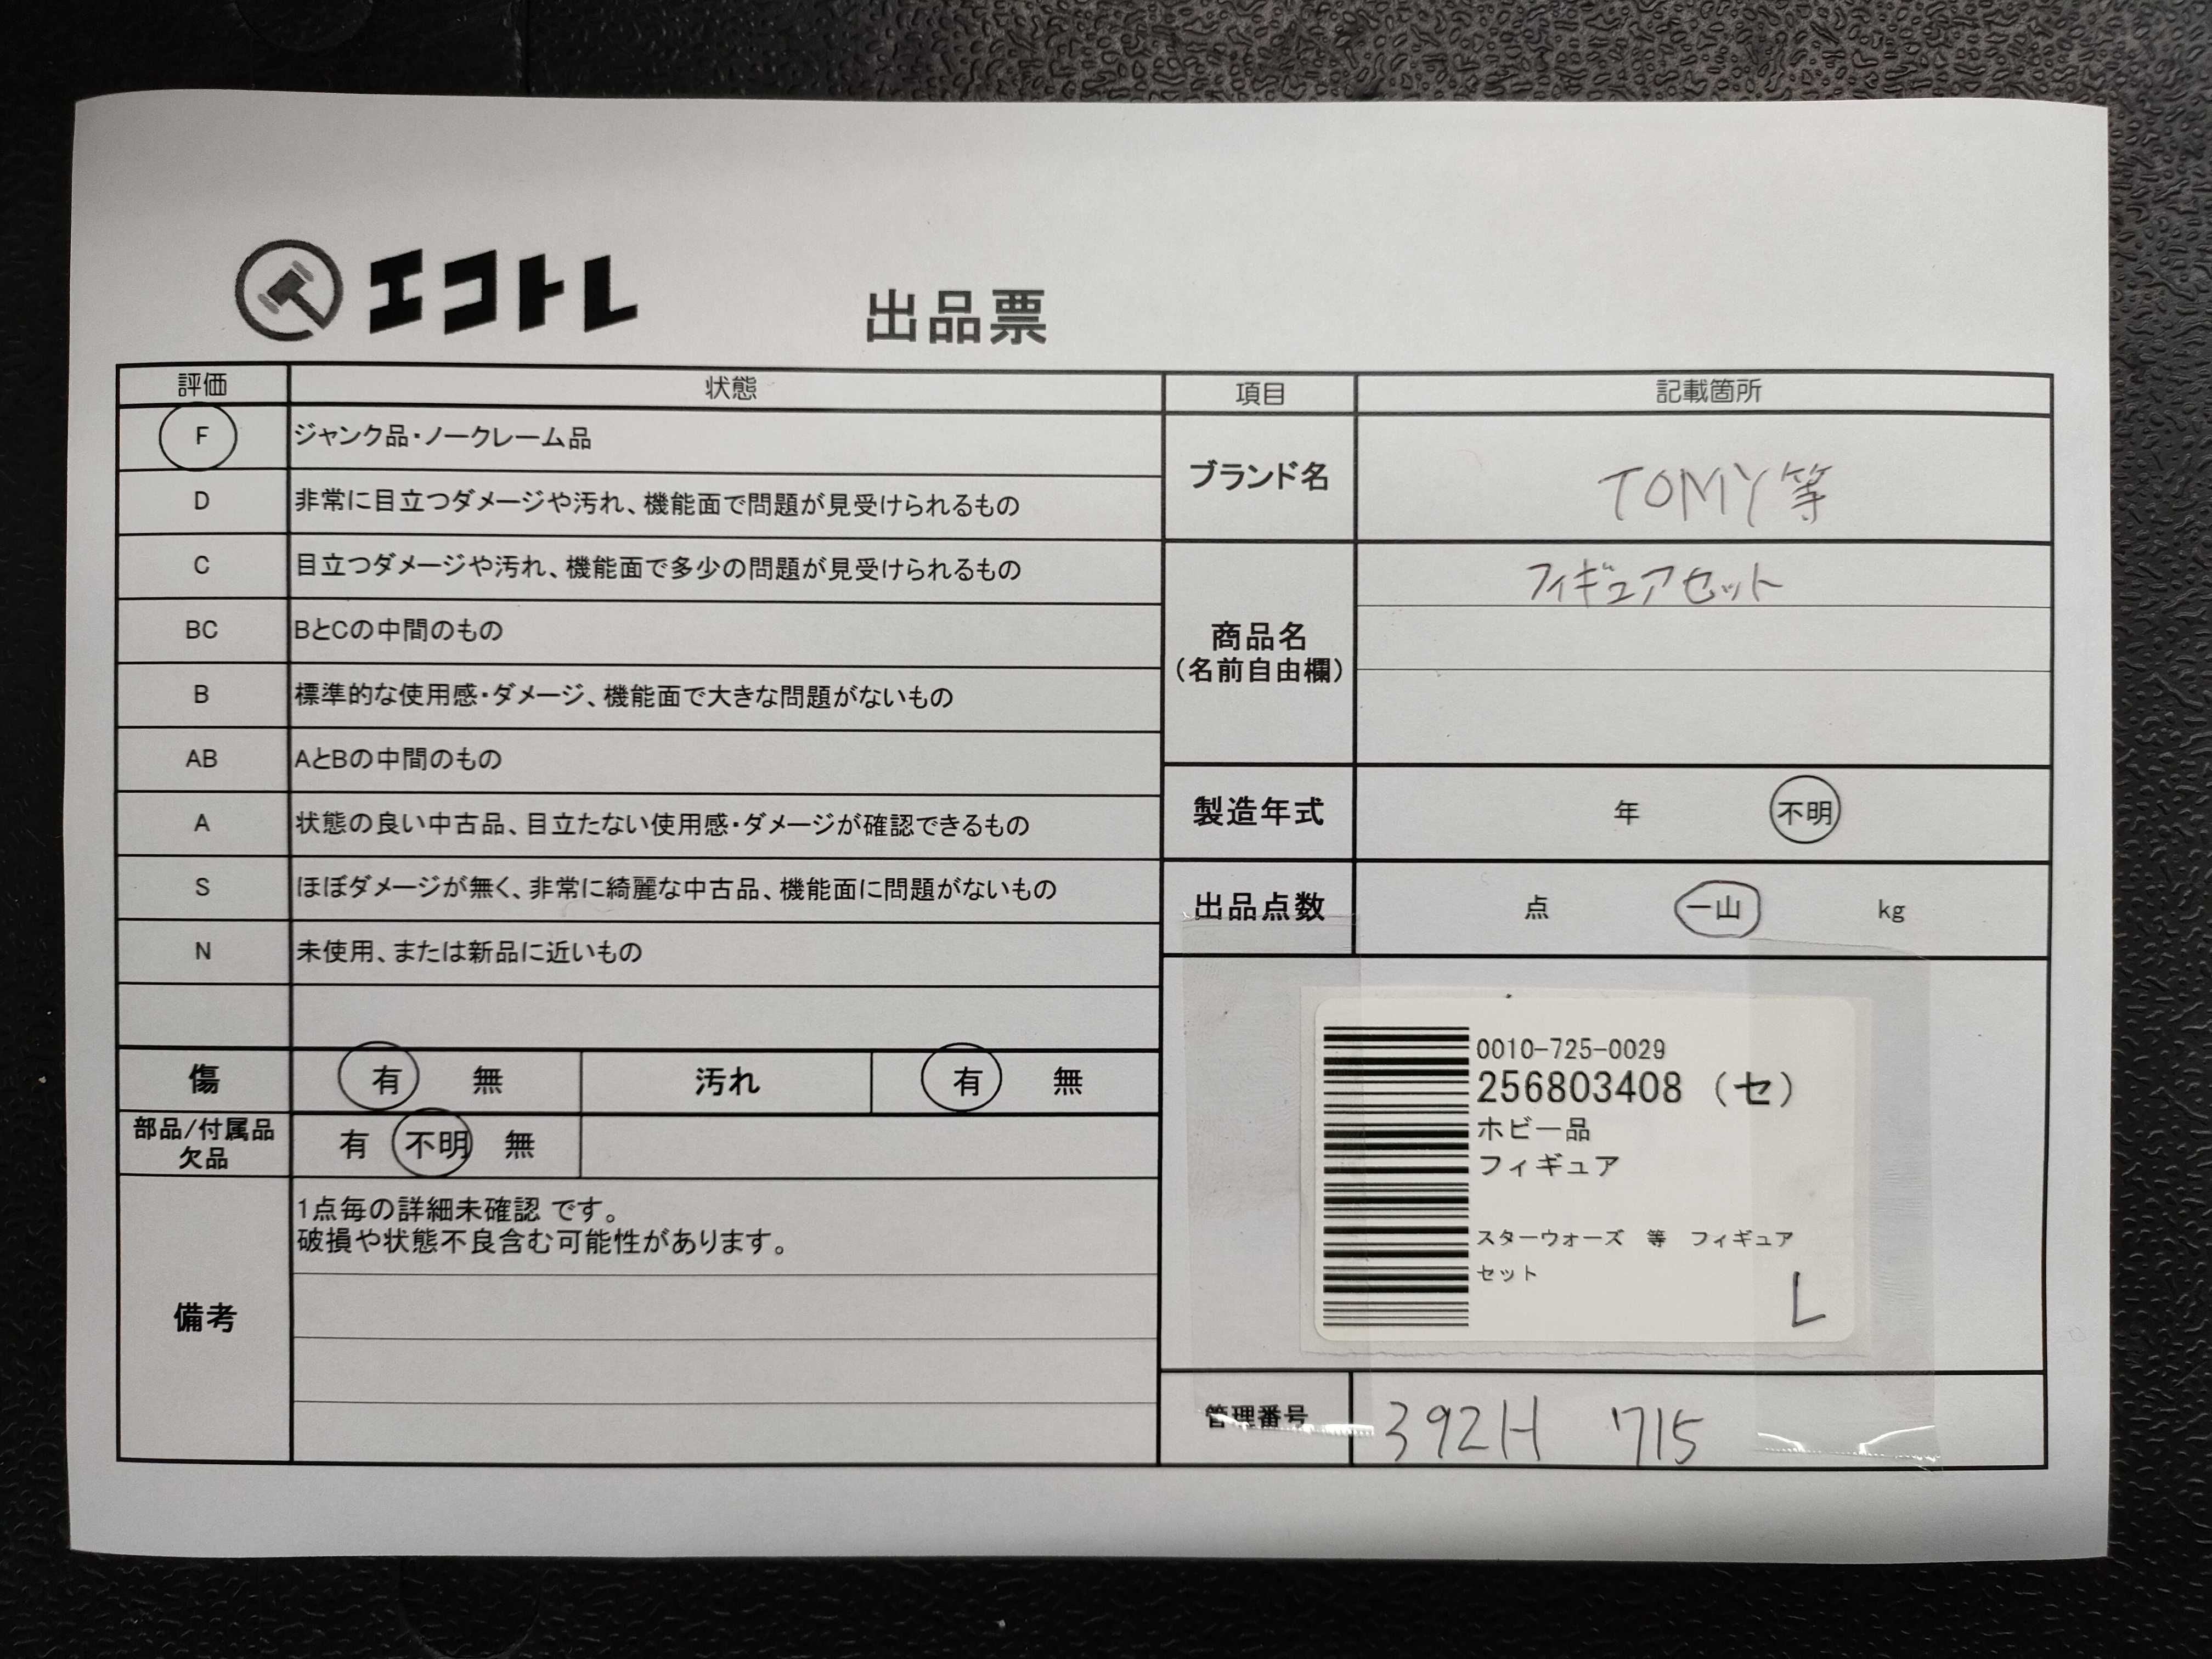 エコトレ
出品票
評価 状態
F ジャンク品・ノークレーム品
D 非常に目立つダメージや汚れ、機能面で問題が見受けられるもの
C 目立つダメージや汚れ、機能面で多少の問題が見受けられるもの
BC BとCの中間のもの
B 標準的な使用感・ダメージ、機能面で大きな問題がないもの
AB AとBの中間のもの
A 状態の良い中古品、目立たない使用感・ダメージが確認できるもの
S ほぼダメージが無く、非常に綺麗な中古品、機能面に問題がないもの
N 未使用、または新品に近いもの
傷 有 無 汚れ 有 無
部品/付属品
欠品
有 不明 無
備考
1点毎の詳細未確認 です。
破損や状態不良含む可能性があります。
項目 記載箇所
ブランド名 TOMY等
商品名
(名前自由欄)
フィギュアセット
製造年式 年 不明
出品点数 点 一山 kg
0010-725-0029
256803408 (セ)
ホビー品
フィギュア
スターウォーズ 等 フィギュア
セット
L
管理番号 392H 715